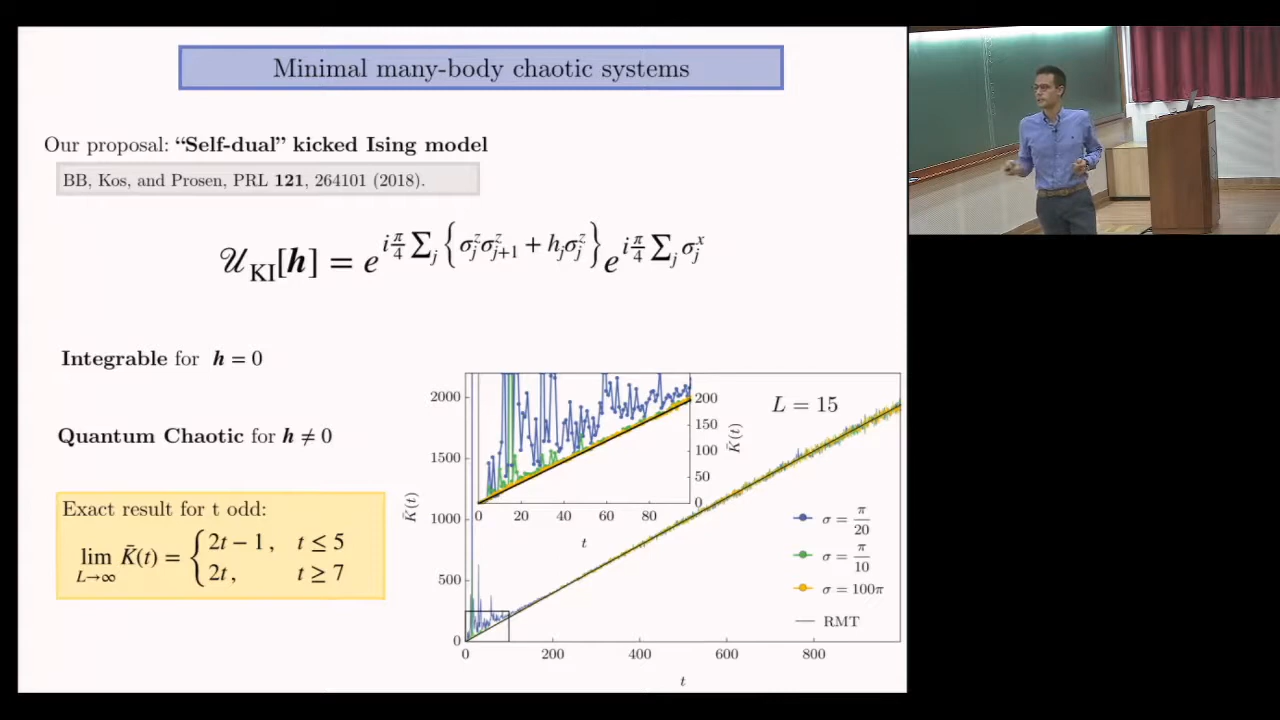 Minimal many-body chaotic systems
Our proposal: “Self-dual” kicked Ising model
BB, Kos, and Prosen, PRL 121, 264101 (2018).
𝒰_KI[h] = e^{i π/4 ∑_j {σ_j^z σ_{j+1}^z + h_j σ_j^z}} e^{i π/4 ∑_j σ_j^x}
Integrable for h = 0
Quantum Chaotic for h ≠ 0
Exact result for t odd:
lim_{L→∞} K̄(t) = { 2t − 1, t ≤ 5
2t, t ≥ 7
L = 15
K̄(t)
2000
1500
1000
500
0
0 200 400 600 800
t
200
150
100
50
0
K̄(t)
0 20 40 60 80
t
σ = π/20
σ = π/10
σ = 100π
RMT